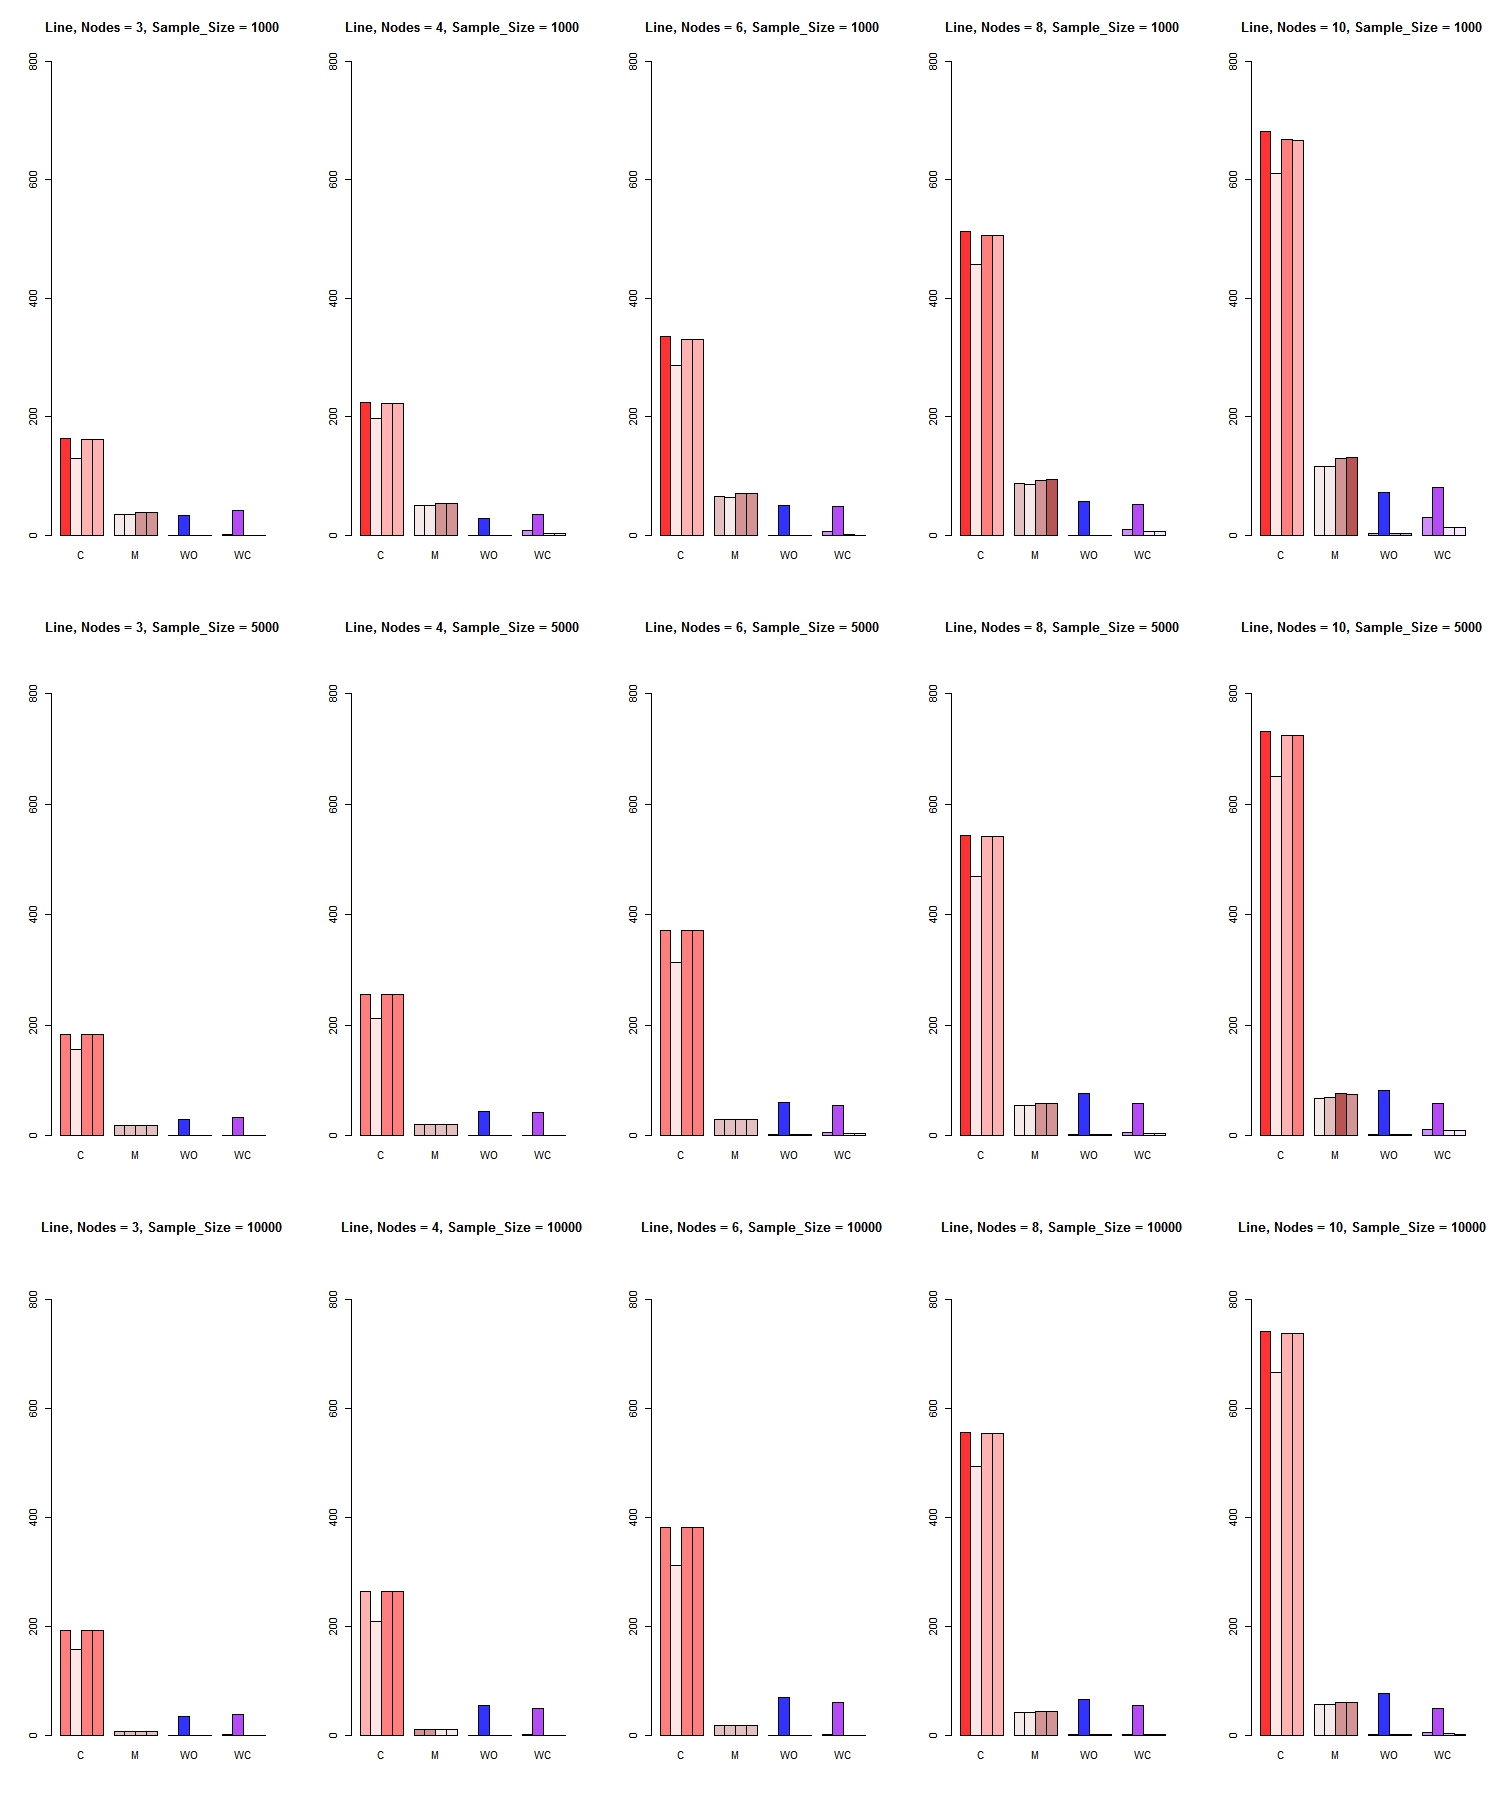 Line, Nodes = 3, Sample_Size = 1000
800
600
400
200
0
C M WO WC
Line, Nodes = 4, Sample_Size = 1000
800
600
400
200
0
C M WO WC
Line, Nodes = 6, Sample_Size = 1000
800
600
400
200
0
C M WO WC
Line, Nodes = 8, Sample_Size = 1000
800
600
400
200
0
C M WO WC
Line, Nodes = 10, Sample_Size = 1000
800
600
400
200
0
C M WO WC
Line, Nodes = 3, Sample_Size = 5000
800
600
400
200
0
C M WO WC
Line, Nodes = 4, Sample_Size = 5000
800
600
400
200
0
C M WO WC
Line, Nodes = 6, Sample_Size = 5000
800
600
400
200
0
C M WO WC
Line, Nodes = 8, Sample_Size = 5000
800
600
400
200
0
C M WO WC
Line, Nodes = 10, Sample_Size = 5000
800
600
400
200
0
C M WO WC
Line, Nodes = 3, Sample_Size = 10000
800
600
400
200
0
C M WO WC
Line, Nodes = 4, Sample_Size = 10000
800
600
400
200
0
C M WO WC
Line, Nodes = 6, Sample_Size = 10000
800
600
400
200
0
C M WO WC
Line, Nodes = 8, Sample_Size = 10000
800
600
400
200
0
C M WO WC
Line, Nodes = 10, Sample_Size = 10000
800
600
400
200
0
C M WO WC